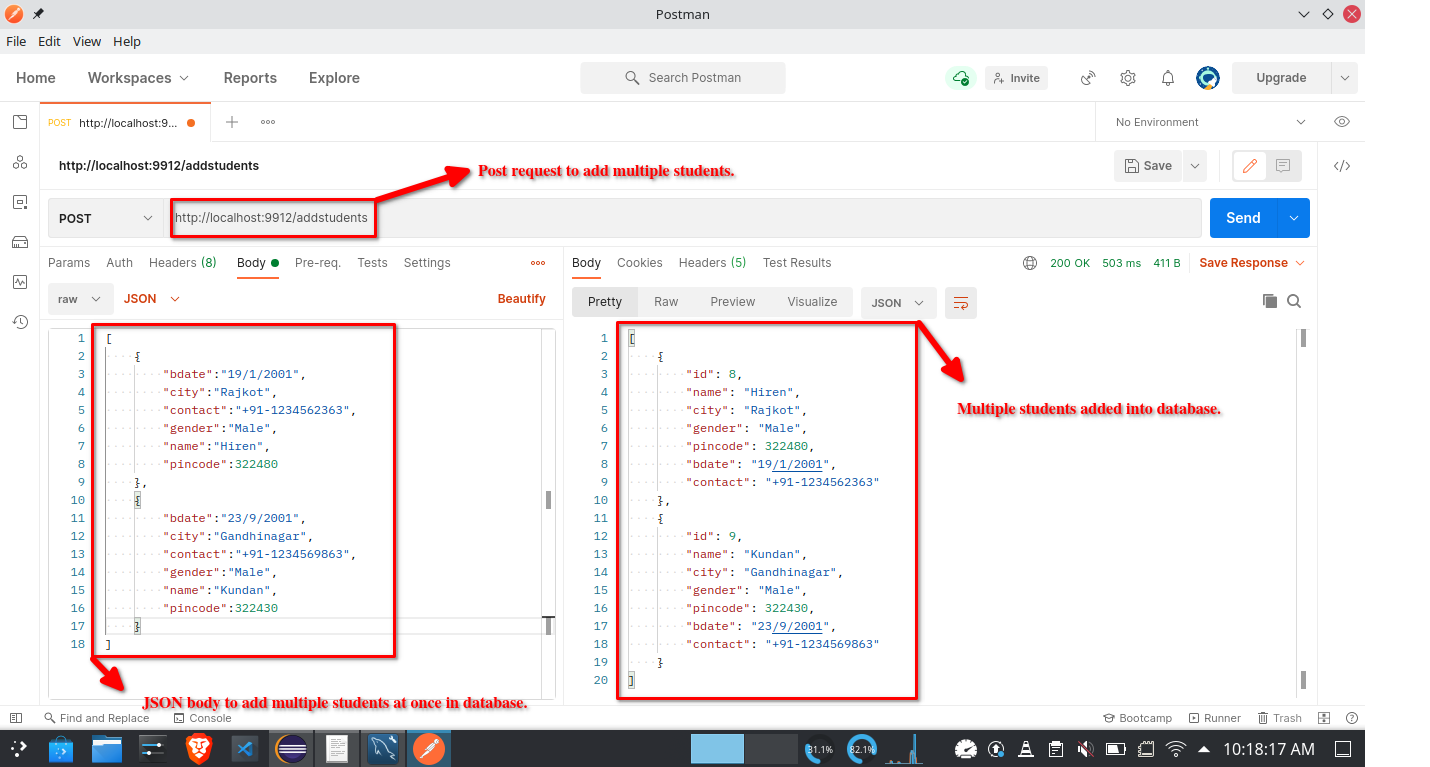 Postman
File Edit View Help
Home Workspaces Reports Explore Search Postman Invite Upgrade
POST http://localhost:9... No Environment
http://localhost:9912/addstudents Save
Post request to add multiple students.
POST http://localhost:9912/addstudents Send
Params Auth Headers (8) Body Pre-req. Tests Settings
raw JSON Beautify
1 [
2 {
3 "bdate":"19/1/2001",
4 "city":"Rajkot",
5 "contact":"+91-1234562363",
6 "gender":"Male",
7 "name":"Hiren",
8 "pincode":322480
9 },
10 {
11 "bdate":"23/9/2001",
12 "city":"Gandhinagar",
13 "contact":"+91-1234569863",
14 "gender":"Male",
15 "name":"Kundan",
16 "pincode":322430
17 }
18 ]
JSON body to add multiple students at once in database.
Body Cookies Headers (5) Test Results 200 OK 503 ms 411 B Save Response
Pretty Raw Preview Visualize JSON
1 [
2 {
3 "id": 8,
4 "name": "Hiren",
5 "city": "Rajkot",
6 "gender": "Male",
7 "pincode": 322480,
8 "bdate": "19/1/2001",
9 "contact": "+91-1234562363"
10 },
11 {
12 "id": 9,
13 "name": "Kundan",
14 "city": "Gandhinagar",
15 "gender": "Male",
16 "pincode": 322430,
17 "bdate": "23/9/2001",
18 "contact": "+91-1234569863"
19 }
20 ]
Multiple students added into database.
Find and Replace Console Bootcamp Runner Trash
31.1% 82.1% 10:18:17 AM